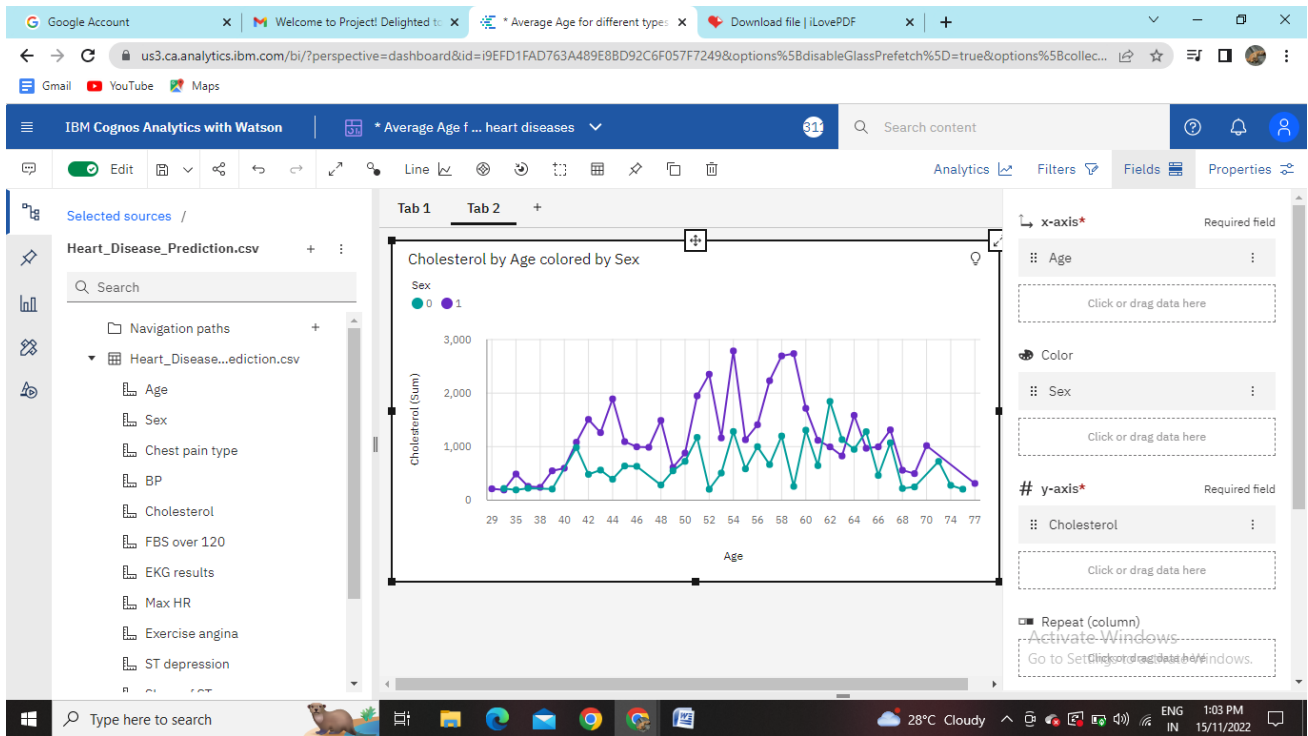 Google Account
Welcome to Project! Delighted to
* Average Age for different types
Download file | iLovePDF
us3.ca.analytics.ibm.com/bi/?perspective=dashboard&id=i9EFD1FAD763A489E8BD92C6F057F7249&options%5BdisableGlassPrefetch%5D=true&options%5Bcollec...
Gmail YouTube Maps
IBM Cognos Analytics with Watson
* Average Age f ... heart diseases
311
Search content
Edit
Line
Analytics Filters Fields Properties
Selected sources /
Heart_Disease_Prediction.csv
Search
Navigation paths
Heart_Disease...ediction.csv
Age
Sex
Chest pain type
BP
Cholesterol
FBS over 120
EKG results
Max HR
Exercise angina
ST depression
Tab 1 Tab 2 +
Cholesterol by Age colored by Sex
Sex
0 1
Cholesterol (Sum)
3,000
2,000
1,000
0
29 35 38 40 42 44 46 48 50 52 54 56 58 60 62 64 66 68 70 74 77
Age
x-axis* Required field
Age
Click or drag data here
Color
Sex
Click or drag data here
# y-axis* Required field
Cholesterol
Click or drag data here
Repeat (column)
Click or drag data here
Activate Windows
Go to Settings to activate Windows.
Type here to search
28°C Cloudy
ENG
IN
1:03 PM
15/11/2022